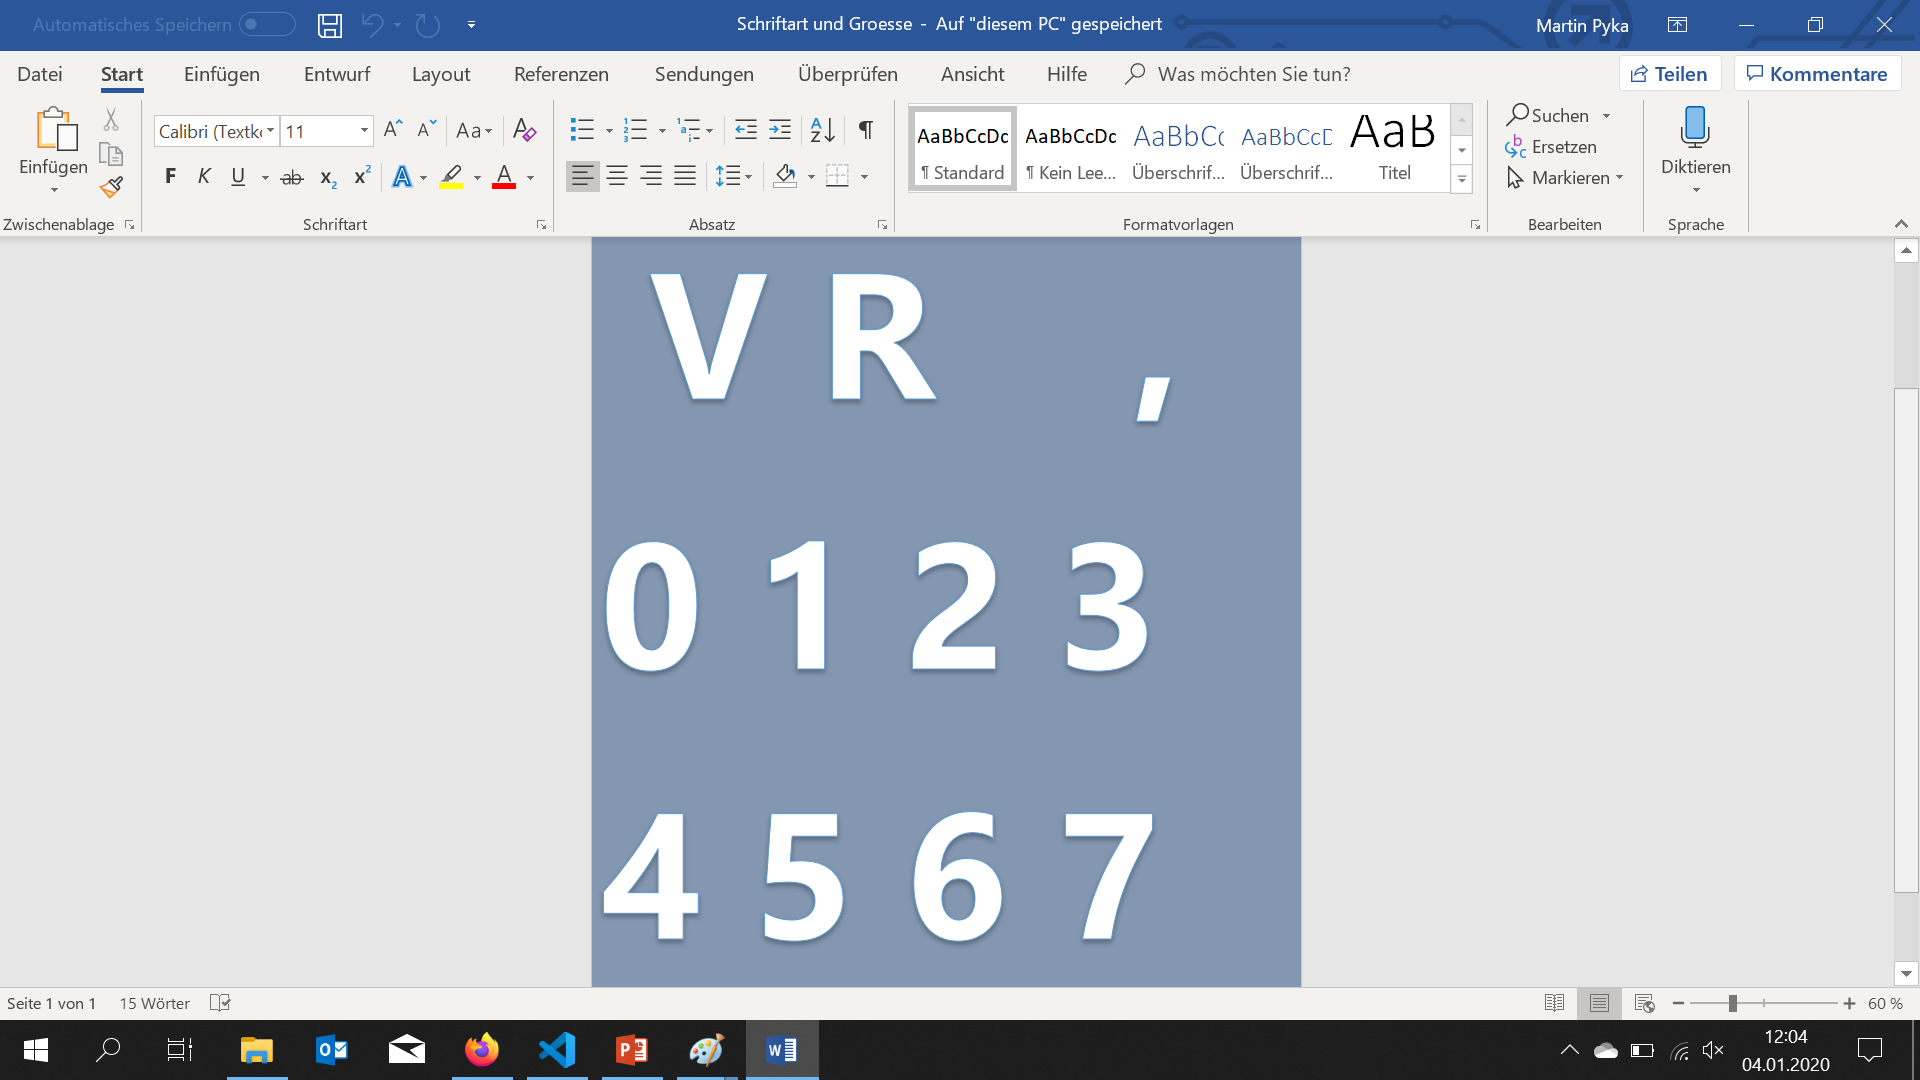 Automatisches Speichern
Schriftart und Groesse - Auf "diesem PC" gespeichert
Martin Pyka
Datei Start Einfügen Entwurf Layout Referenzen Sendungen Überprüfen Ansicht Hilfe Was möchten Sie tun? Teilen Kommentare
Einfügen
Zwischenablage
Calibri (Textkö 11
Aa
F K U ab x₂ x² A A
Schriftart
Absatz
AaBbCcDc AaBbCcDc AaBbCc AaBbCcD AaB
¶ Standard ¶ Kein Lee... Überschrif... Überschrif... Titel
Formatvorlagen
Suchen
Ersetzen
Markieren
Bearbeiten
Diktieren
Sprache
V R ,
0 1 2 3
4 5 6 7
Seite 1 von 1 15 Wörter
60 %
12:04
04.01.2020